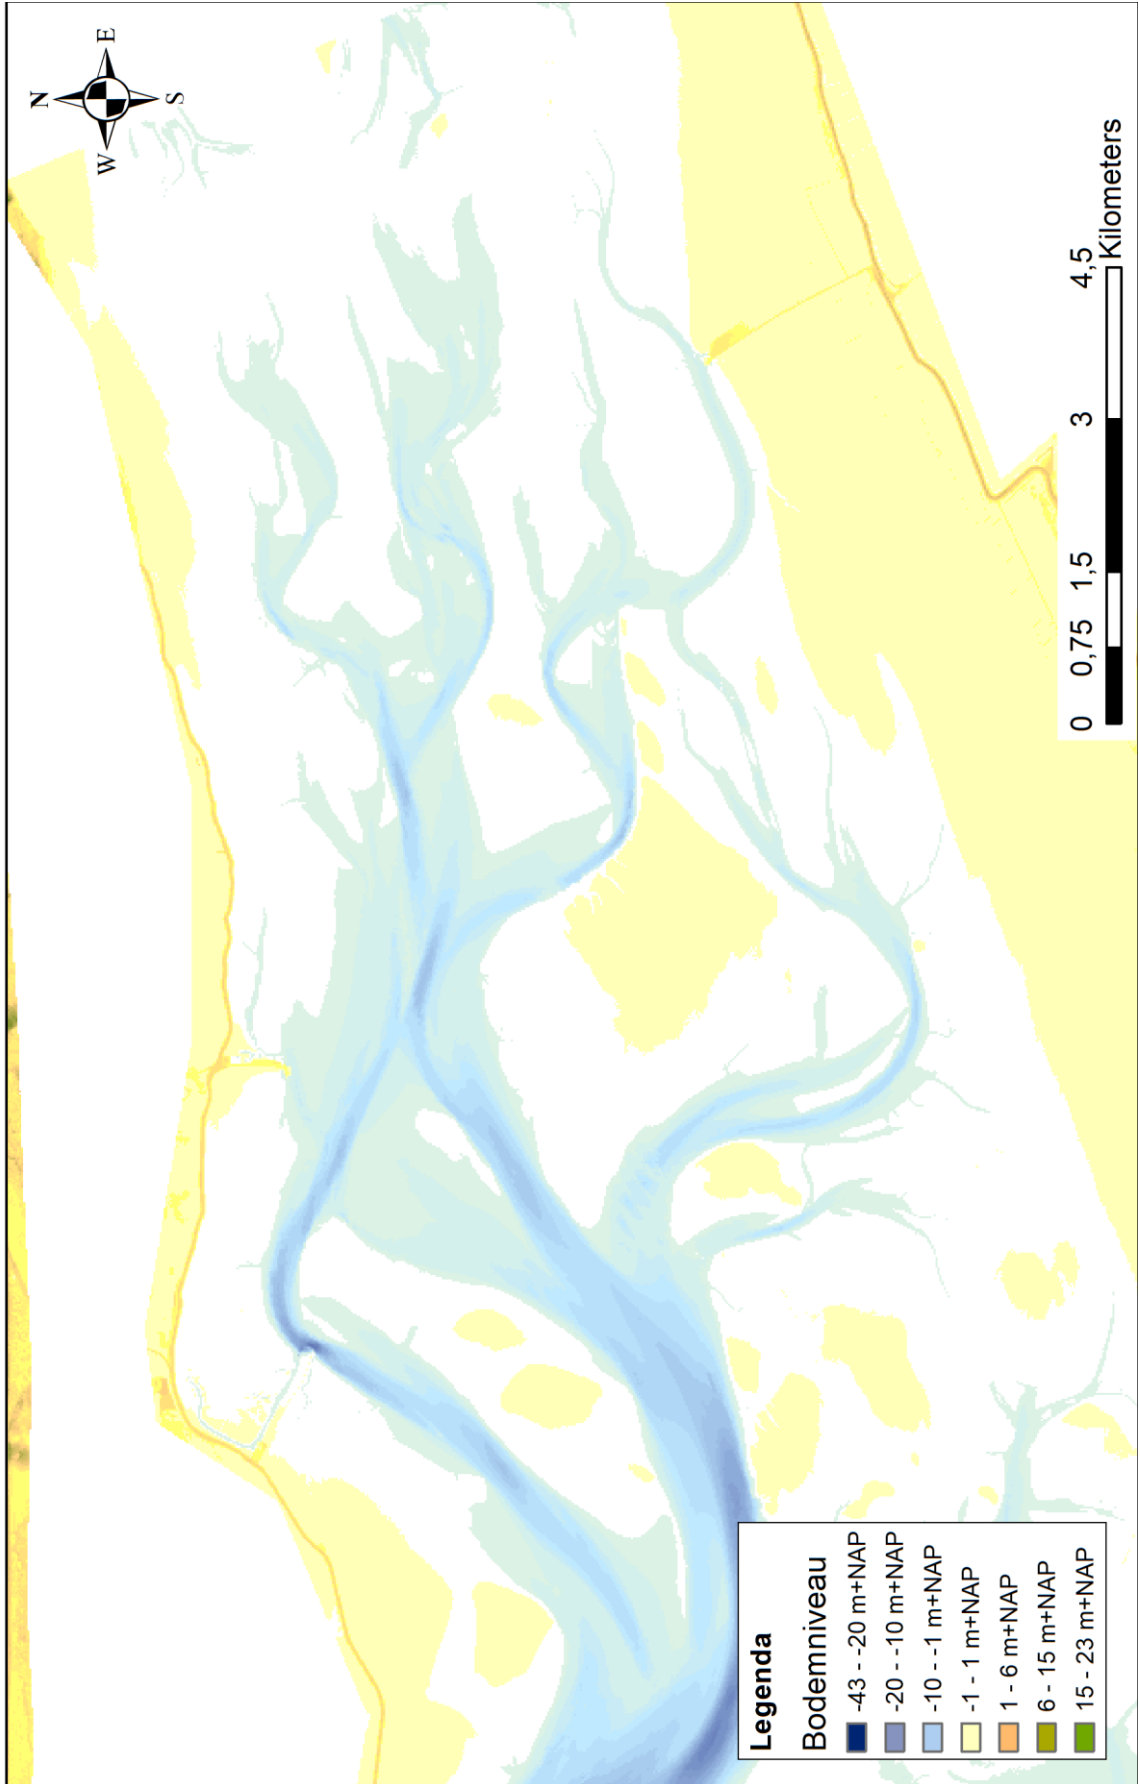 N
W
E
S
Legenda
Bodemniveau
-43 - -20 m+NAP
-20 - -10 m+NAP
-10 - -1 m+NAP
-1 - 1 m+NAP
1 - 6 m+NAP
6 - 15 m+NAP
15 - 23 m+NAP
0 0,75 1,5 3 4,5
Kilometers